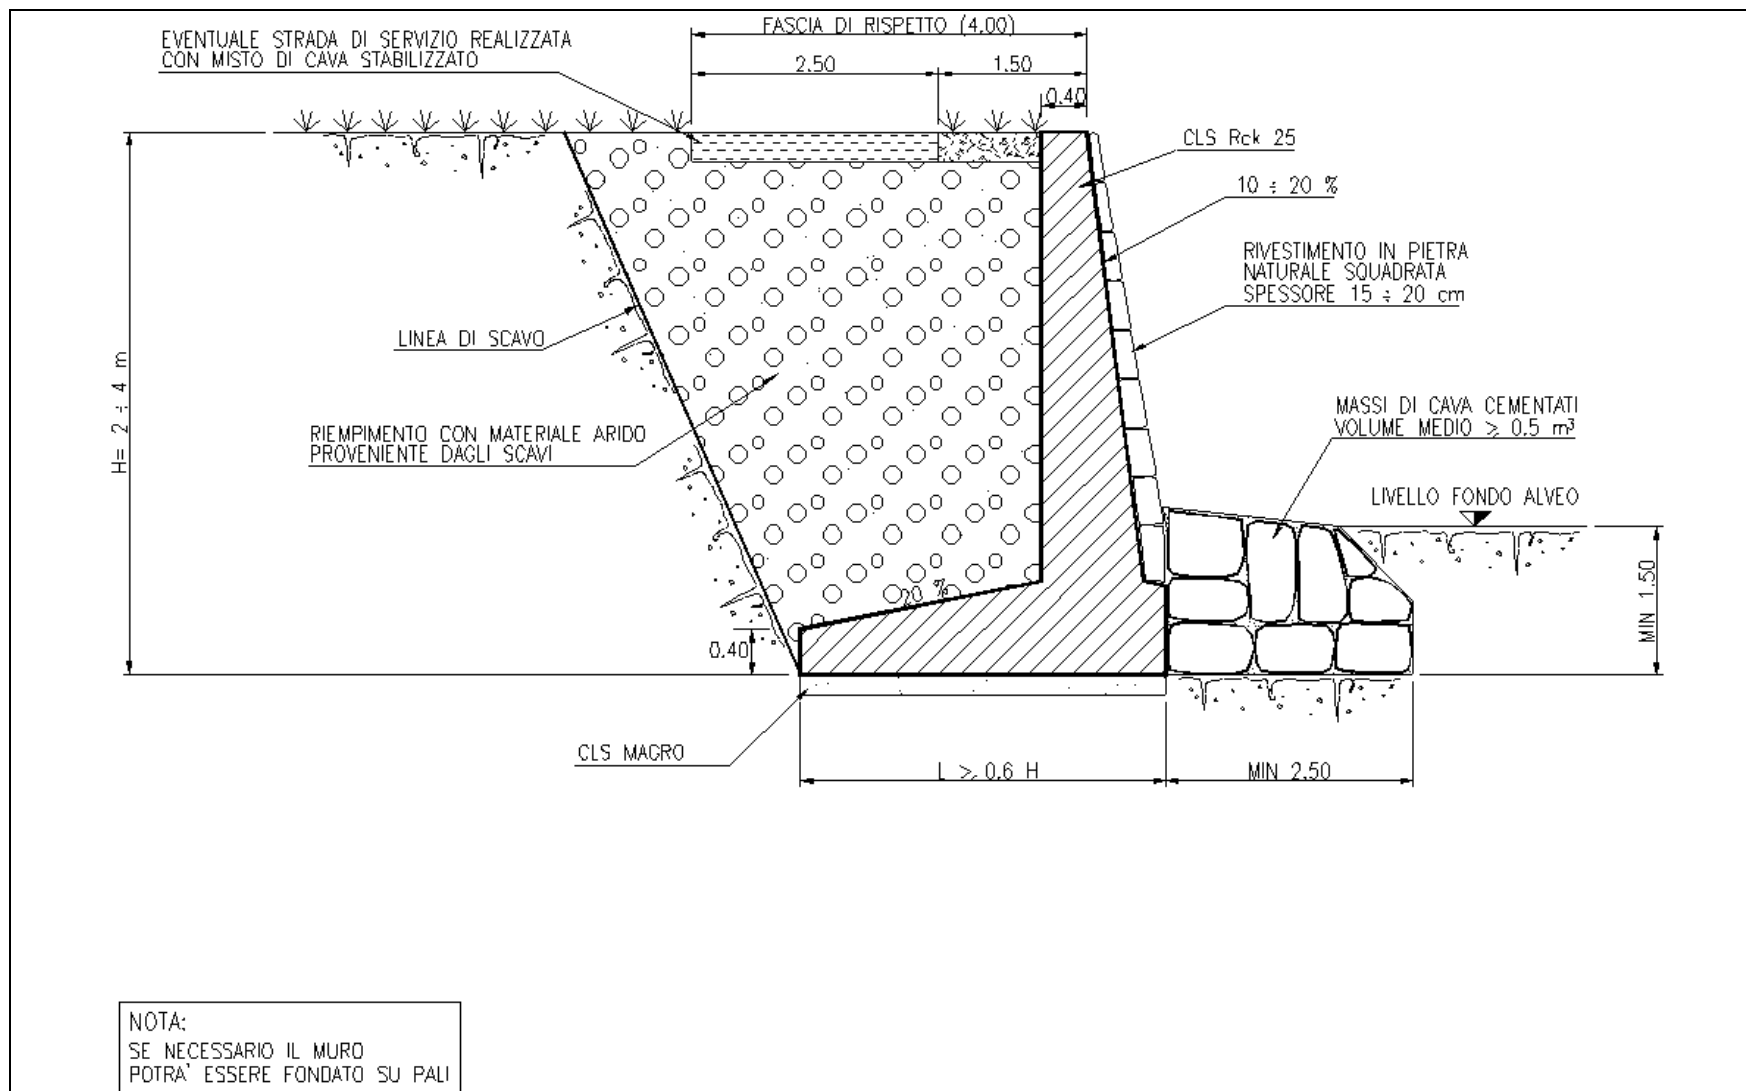 FASCIA DI RISPETTO (4.00)
EVENTUALE STRADA DI SERVIZIO REALIZZATA
CON MISTO DI CAVA STABILIZZATO
2.50
1.50
0.40
CLS Rck 25
10 ÷ 20 %
RIVESTIMENTO IN PIETRA
NATURALE SQUADRATA
SPESSORE 15 ÷ 20 cm
LINEA DI SCAVO
H= 2 ÷ 4 m
MASSI DI CAVA CEMENTATI
VOLUME MEDIO ≥ 0.5 m³
RIEMPIMENTO CON MATERIALE ARIDO
PROVENIENTE DAGLI SCAVI
LIVELLO FONDO ALVEO
20 %
MIN 1.50
0.40
CLS MAGRO
L ≥ 0.6 H
MIN 2.50
NOTA:
SE NECESSARIO IL MURO
POTRA' ESSERE FONDATO SU PALI